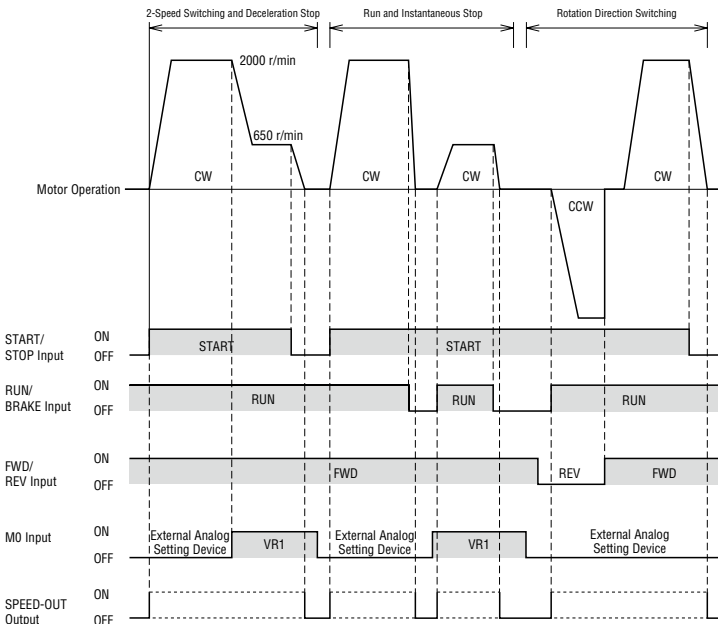 2-Speed Switching and Deceleration Stop
Run and Instantaneous Stop
Rotation Direction Switching
2000 r/min
650 r/min
CW
CW
CW
CW
Motor Operation
CCW
START/
STOP Input
ON
OFF
START
START
RUN/
BRAKE Input
ON
OFF
RUN
RUN
RUN
FWD/
REV Input
ON
OFF
FWD
REV
FWD
M0 Input
ON
OFF
External Analog
Setting Device
VR1
External Analog
Setting Device
VR1
External Analog
Setting Device
SPEED-OUT
Output
ON
OFF